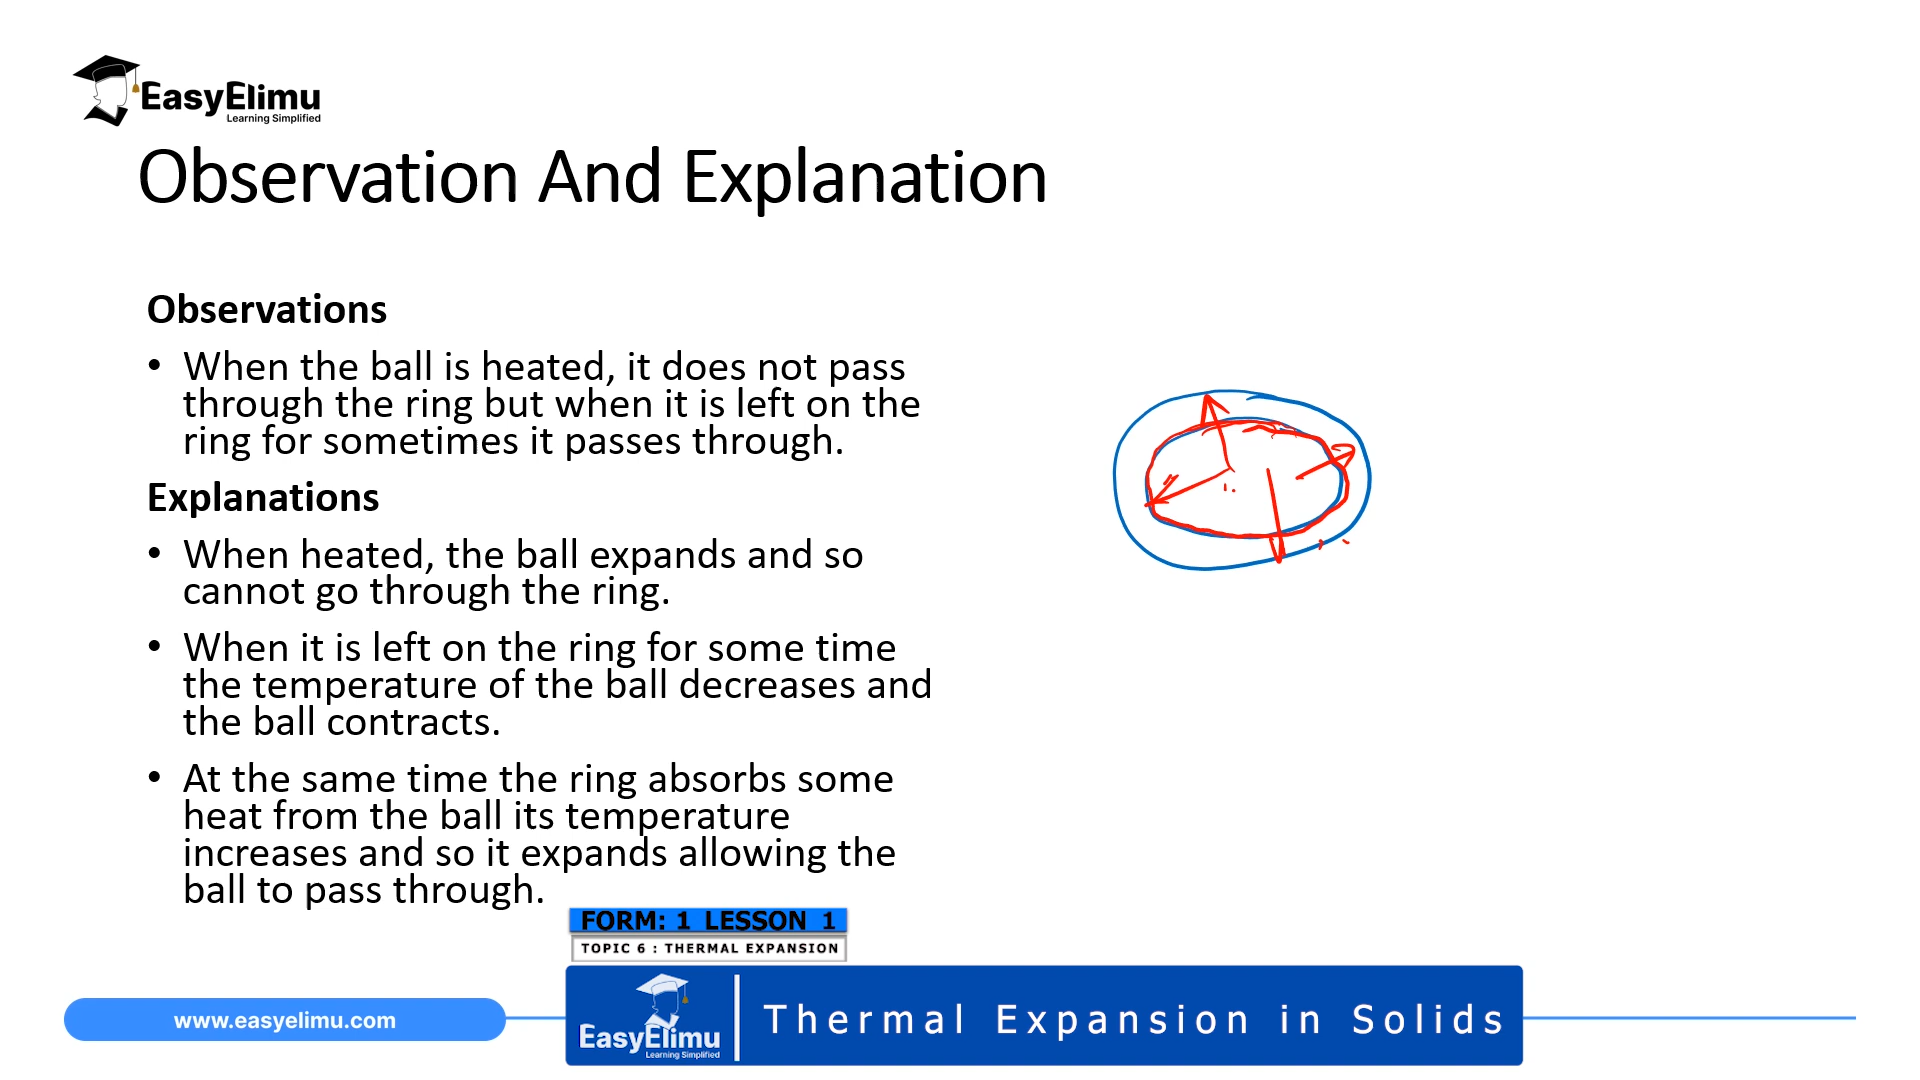 EasyElimu
Learning Simplified
Observation And Explanation
Observations
• When the ball is heated, it does not pass
through the ring but when it is left on the
ring for sometimes it passes through.
Explanations
• When heated, the ball expands and so
cannot go through the ring.
• When it is left on the ring for some time
the temperature of the ball decreases and
the ball contracts.
• At the same time the ring absorbs some
heat from the ball its temperature
increases and so it expands allowing the
ball to pass through.
FORM: 1 LESSON 1
TOPIC 6 : THERMAL EXPANSION
www.easyelimu.com
EasyElimu
Learning Simplified
Thermal Expansion in Solids